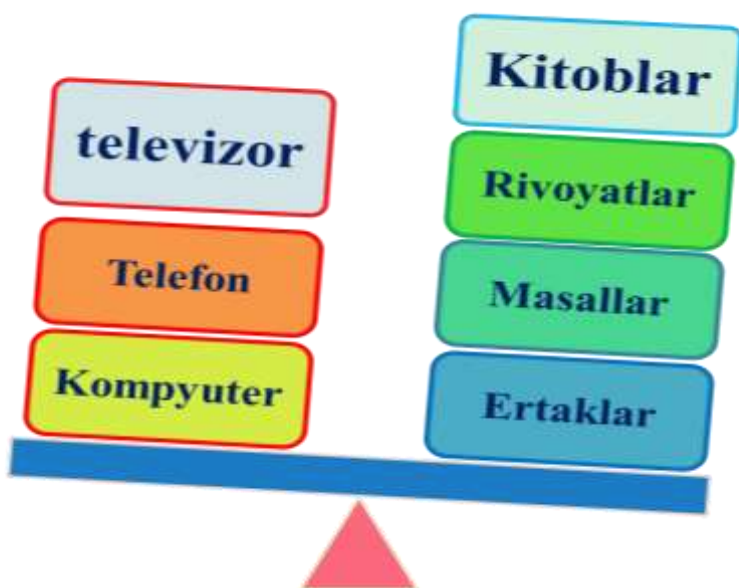 televizor
Telefon
Kompyuter
Kitoblar
Rivoyatlar
Masallar
Ertaklar